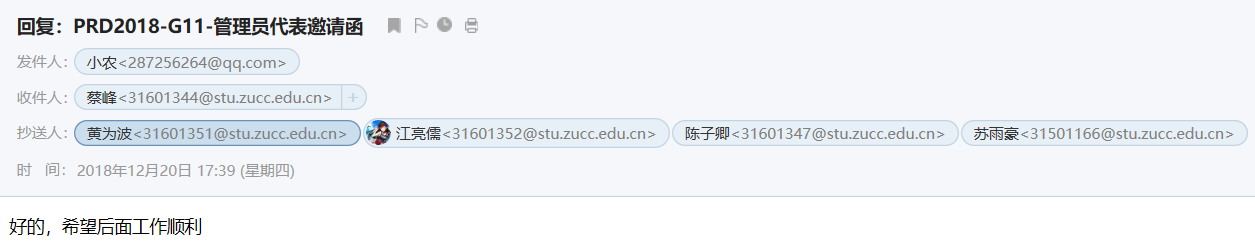 回复：PRD2018-G11-管理员代表邀请函
发件人：小农<287256264@qq.com>
收件人：蔡峰<31601344@stu.zucc.edu.cn> +
抄送人：黄为波<31601351@stu.zucc.edu.cn> 江亮儒<31601352@stu.zucc.edu.cn> 陈子卿<31601347@stu.zucc.edu.cn> 苏雨豪<31501166@stu.zucc.edu.cn>
时 间：2018年12月20日 17:39 (星期四)
好的，希望后面工作顺利